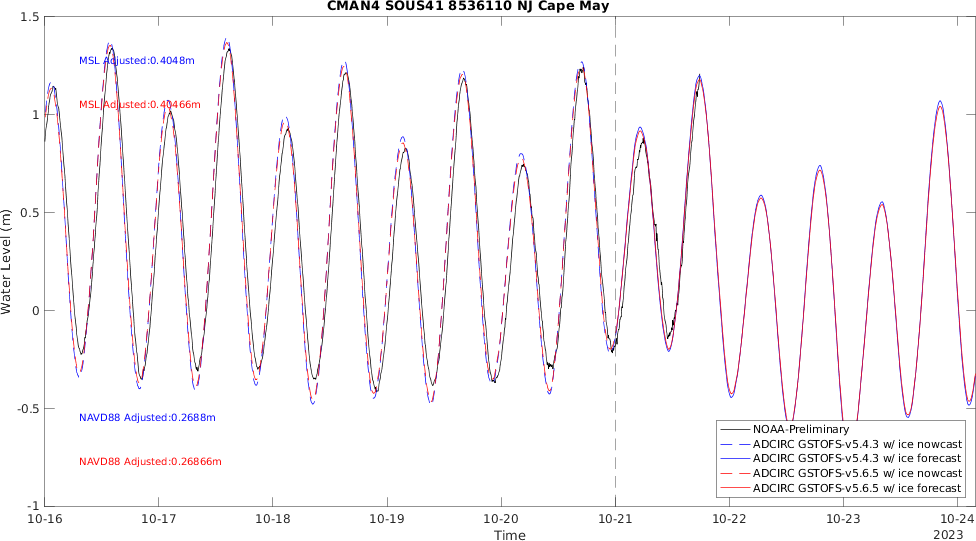 CMAN4 SOUS41 8536110 NJ Cape May
1.5
1
0.5
0
-0.5
-1
Water Level (m)
MSL Adjusted:0.4048m
MSL Adjusted:0.40466m
NAVD88 Adjusted:0.2688m
NAVD88 Adjusted:0.26866m
NOAA-Preliminary
ADCIRC GSTOFS-v5.4.3 w/ ice nowcast
ADCIRC GSTOFS-v5.4.3 w/ ice forecast
ADCIRC GSTOFS-v5.6.5 w/ ice nowcast
ADCIRC GSTOFS-v5.6.5 w/ ice forecast
10-16 10-17 10-18 10-19 10-20 10-21 10-22 10-23 10-24
Time
2023